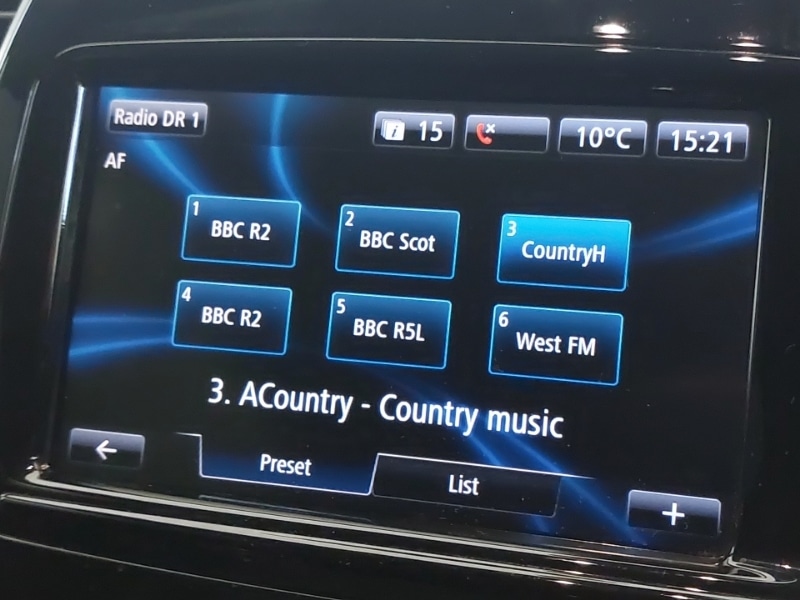 Radio DR 1
i 15
10°C
15:21
AF
1 BBC R2
2 BBC Scot
3 CountryH
4 BBC R2
5 BBC R5L
6 West FM
3. ACountry - Country music
Preset
List
+